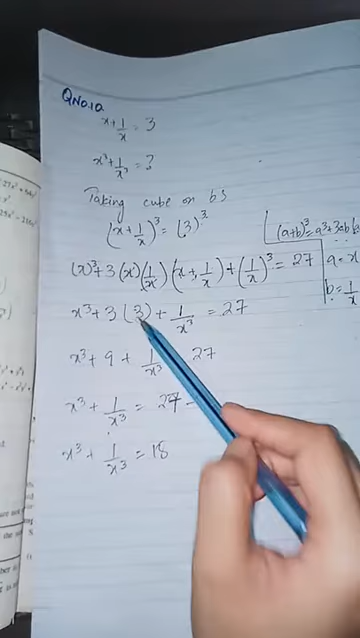 QNo.1a
x + 1/x = 3
x³ + 1/x³ = ?
Taking cube on bS
(x + 1/x)³ = (3)³
(a+b)³ = a³+3ab
(x)³ + 3(x)(1/x)(x + 1/x) + (1/x)³ = 27
a = x
x³ + 3(3) + 1/x³ = 27
b = 1/x
x³ + 9 + 1/x³ 27
x³ + 1/x³ = 27 -
x³ + 1/x³ = 18